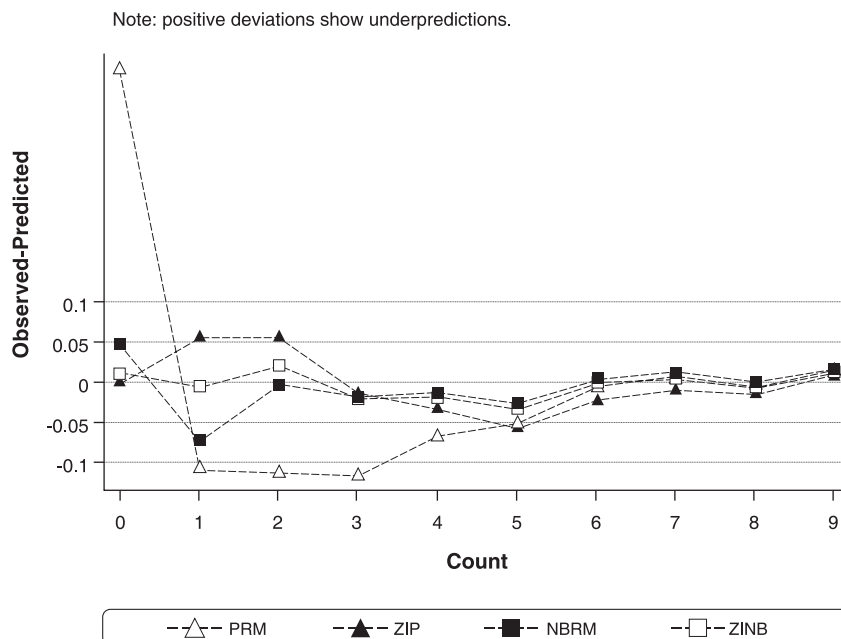 Note: positive deviations show underpredictions.
Observed-Predicted
0.1
0.05
0
-0.05
-0.1
0 1 2 3 4 5 6 7 8 9
Count
PRM ZIP NBRM ZINB